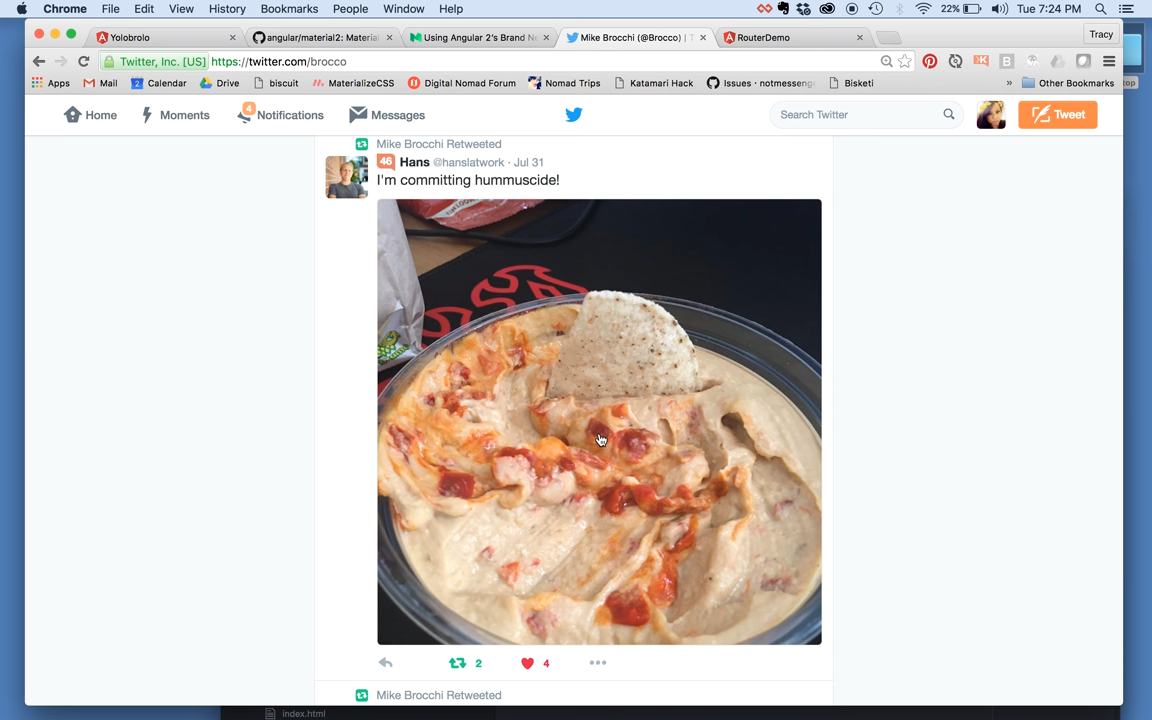 Chrome File Edit View History Bookmarks People Window Help 22% Tue 7:24 PM
Yolobrolo angular/material2: Material Using Angular 2's Brand Ne Mike Brocchi (@Brocco) | T RouterDemo Tracy
Twitter, Inc. [US] https://twitter.com/brocco
Apps Mail Calendar Drive biscuit MaterializeCSS Digital Nomad Forum Nomad Trips Katamari Hack Issues · notmesseng Bisketi » Other Bookmarks
Home Moments 4 Notifications Messages Search Twitter Tweet
Mike Brocchi Retweeted
46 Hans @hanslatwork · Jul 31
I'm committing hummuscide!
2 4
Mike Brocchi Retweeted
index.html